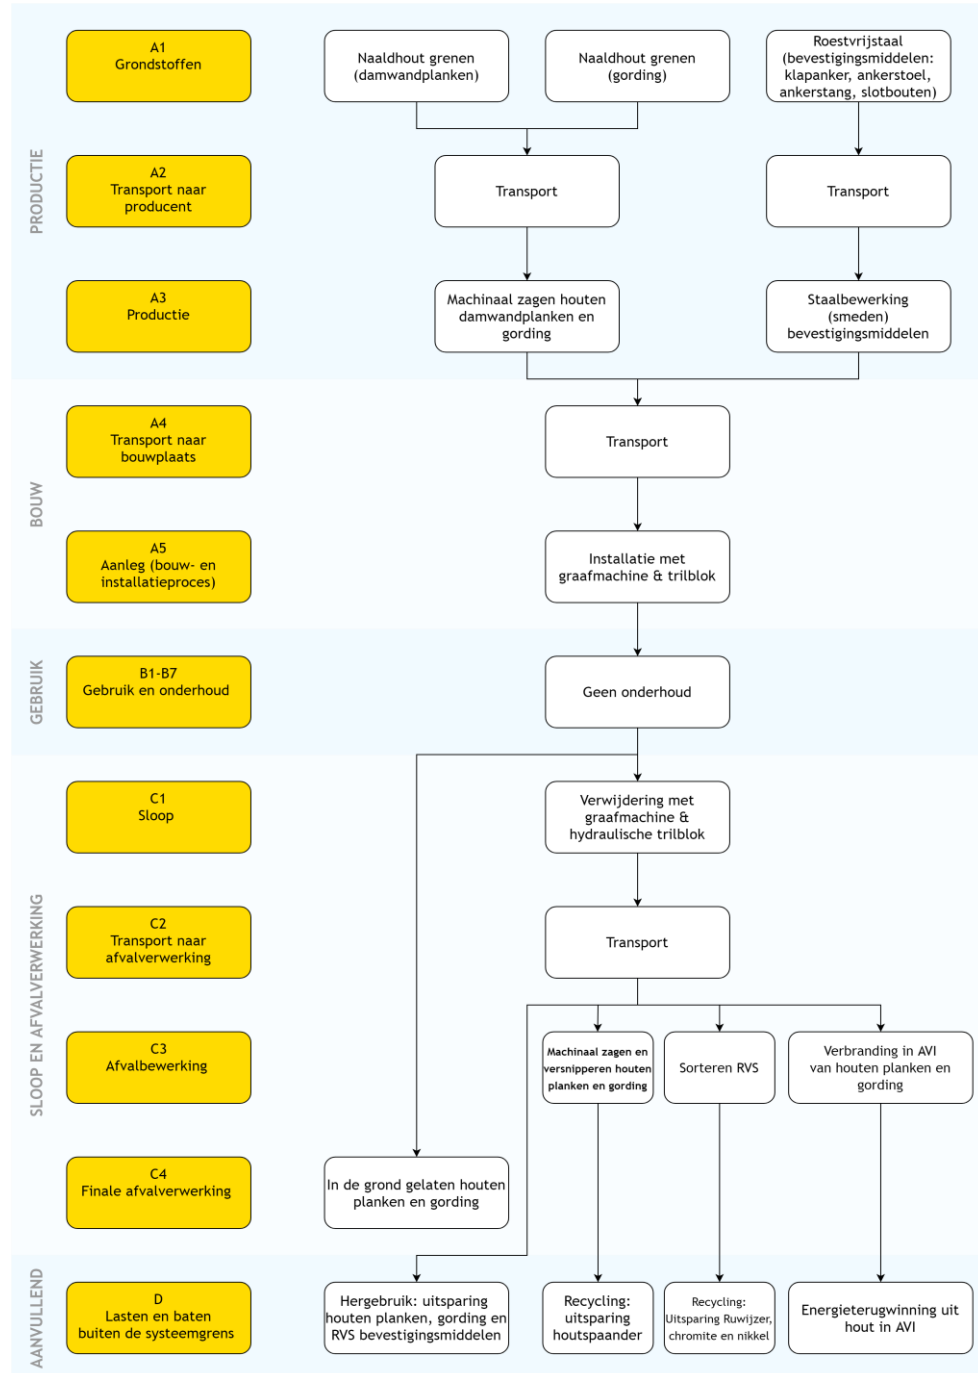 PRODUCTIE
A1
Grondstoffen
Naaldhout grenen
(damwandplanken)
Naaldhout grenen
(gording)
Roestvrijstaal
(bevestigingsmiddelen:
klapanker, ankerstoel,
ankerstang, slotbouten)
A2
Transport naar
producent
Transport
Transport
A3
Productie
Machinaal zagen houten
damwandplanken en
gording
Staalbewerking
(smeden)
bevestigingsmiddelen
BOUW
A4
Transport naar
bouwplaats
Transport
A5
Aanleg (bouw- en
installatieproces)
Installatie met
graafmachine & trilblok
GEBRUIK
B1-B7
Gebruik en onderhoud
Geen onderhoud
SLOOP EN AFVALVERWERKING
C1
Sloop
Verwijdering met
graafmachine &
hydraulische trilblok
C2
Transport naar
afvalverwerking
Transport
C3
Afvalbewerking
Machinaal zagen en
versnipperen houten
planken en gording
Sorteren RVS
Verbranding in AVI
van houten planken en
gording
C4
Finale afvalverwerking
In de grond gelaten houten
planken en gording
AANVULLEND
D
Lasten en baten
buiten de systeemgrens
Hergebruik: uitsparing
houten planken, gording en
RVS bevestigingsmiddelen
Recycling:
uitsparing
houtspaander
Recycling:
Uitsparing Ruwijzer,
chromite en nikkel
Energieterugwinning uit
hout in AVI